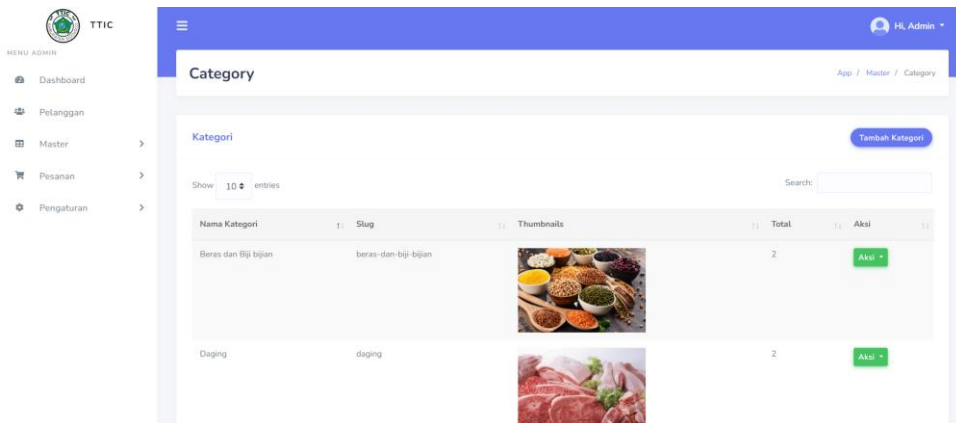 TTIC
Hi, Admin
MENU ADMIN
Dashboard
Pelanggan
Master
Pesanan
Pengaturan
Category
App / Master / Category
Kategori
Tambah Kategori
Show 10 entries
Search:
Nama Kategori Slug Thumbnails Total Aksi
Beras dan Biji bijian beras-dan-biji-bijian 2 Aksi
Daging daging 2 Aksi